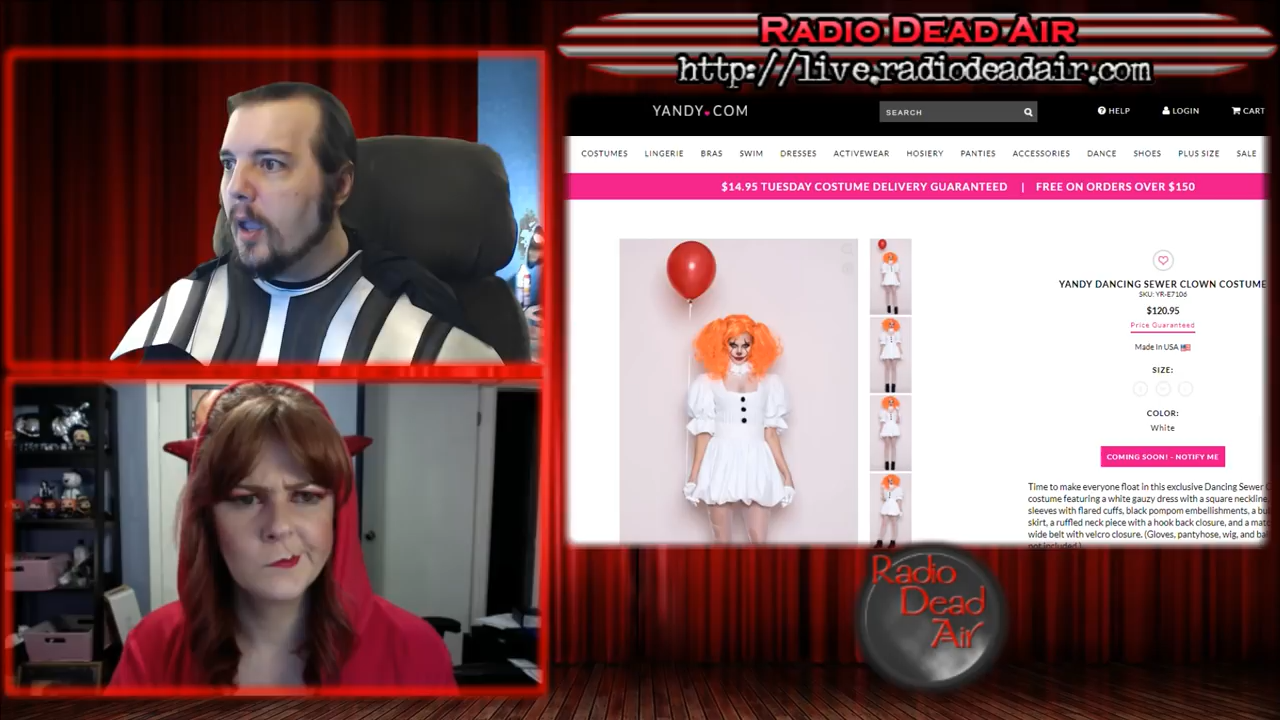 RADIO DEAD AIR
http://live.radiodeadair.com
YANDY.COM
SEARCH
HELP
LOGIN
CART
COSTUMES LINGERIE BRAS SWIM DRESSES ACTIVEWEAR HOSIERY PANTIES ACCESSORIES DANCE SHOES PLUS SIZE SALE
$14.95 TUESDAY COSTUME DELIVERY GUARANTEED | FREE ON ORDERS OVER $150
YANDY DANCING SEWER CLOWN COSTUME
SKU: YR-E7106
$120.95
Price Guaranteed
Made In USA
SIZE:
COLOR:
White
COMING SOON! - NOTIFY ME
Time to make everyone float in this exclusive Dancing Sewer
costume featuring a white gauzy dress with a square neckline,
sleeves with flared cuffs, black pompom embellishments, a
skirt, a ruffled neck piece with a hook back closure, and a
wide belt with velcro closure. (Gloves, pantyhose, wig, and
not included.)
Radio
Dead
Air